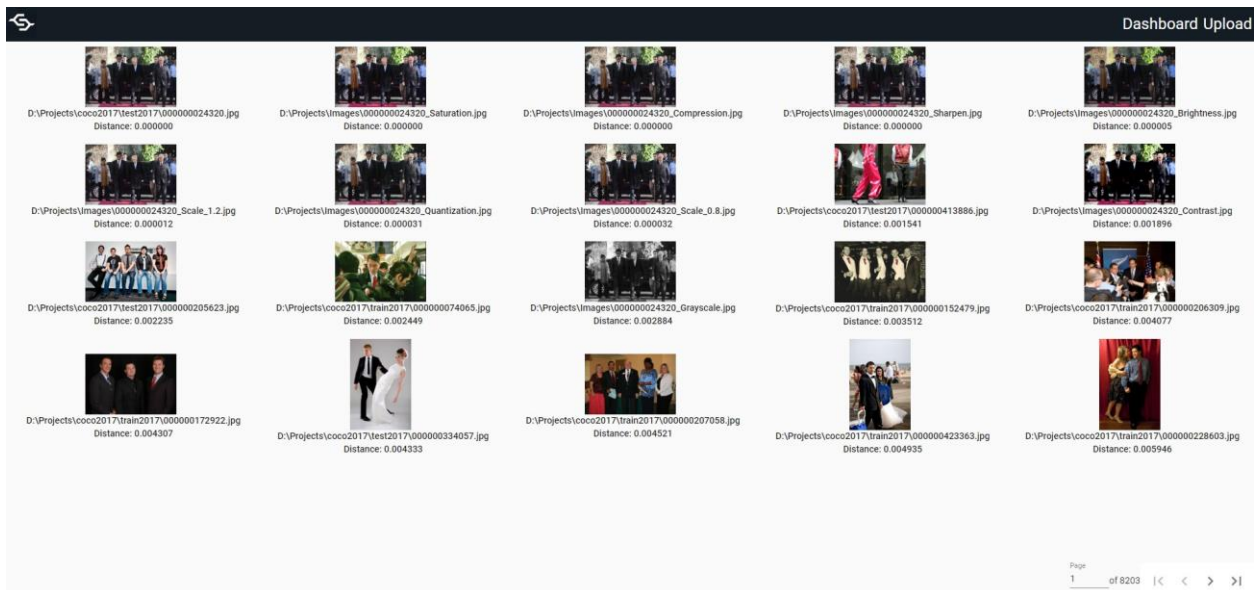 Dashboard Upload
D:\Projects\coco2017\test2017\000000024320.jpg
Distance: 0.000000
D:\Projects\Images\000000024320_Saturation.jpg
Distance: 0.000000
D:\Projects\Images\000000024320_Compression.jpg
Distance: 0.000000
D:\Projects\Images\000000024320_Sharpen.jpg
Distance: 0.000000
D:\Projects\Images\000000024320_Brightness.jpg
Distance: 0.000005
D:\Projects\Images\000000024320_Scale_1.2.jpg
Distance: 0.000012
D:\Projects\Images\000000024320_Quantization.jpg
Distance: 0.000031
D:\Projects\Images\000000024320_Scale_0.8.jpg
Distance: 0.000032
D:\Projects\coco2017\test2017\000000413886.jpg
Distance: 0.001541
D:\Projects\Images\000000024320_Contrast.jpg
Distance: 0.001896
D:\Projects\coco2017\test2017\000000205623.jpg
Distance: 0.002235
D:\Projects\coco2017\train2017\000000074065.jpg
Distance: 0.002449
D:\Projects\Images\000000024320_Grayscale.jpg
Distance: 0.002884
D:\Projects\coco2017\train2017\000000152479.jpg
Distance: 0.003512
D:\Projects\coco2017\train2017\000000206309.jpg
Distance: 0.004077
D:\Projects\coco2017\train2017\000000172922.jpg
Distance: 0.004307
D:\Projects\coco2017\test2017\000000334057.jpg
Distance: 0.004333
D:\Projects\coco2017\train2017\000000207058.jpg
Distance: 0.004521
D:\Projects\coco2017\train2017\000000423363.jpg
Distance: 0.004935
D:\Projects\coco2017\train2017\000000228603.jpg
Distance: 0.005946
Page
1 of 8203